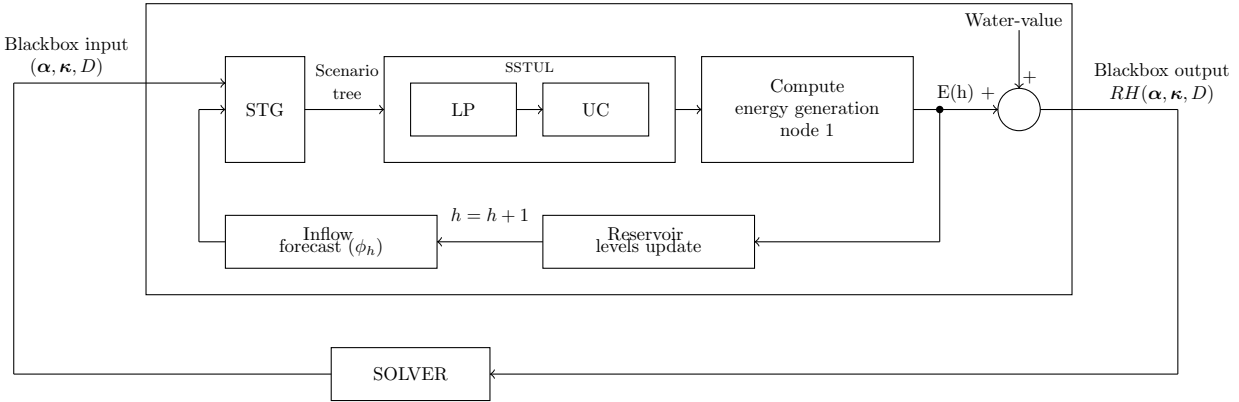 Blackbox input
(α, κ, D)
STG
Scenario
tree
SSTUL
LP
UC
Compute
energy generation
node 1
E(h) +
Water-value
+
Blackbox output
RH(α, κ, D)
Inflow
forecast (ϕ_h)
h = h + 1
Reservoir
levels update
SOLVER